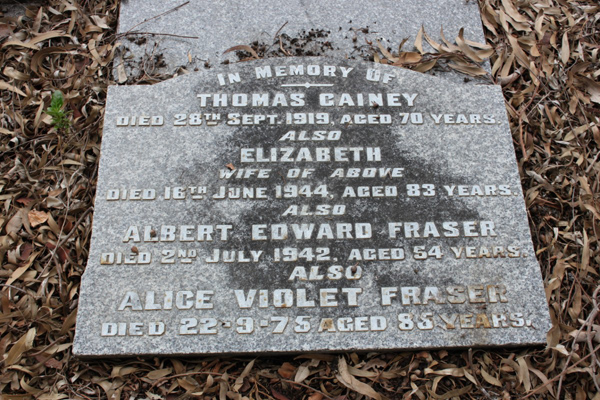 IN MEMORY OF
THOMAS GAINEY
DIED 28TH SEPT. 1919, AGED 70 YEARS.
ALSO
ELIZABETH
WIFE OF ABOVE
DIED 16TH JUNE 1944, AGED 83 YEARS.
ALSO
ALBERT EDWARD FRASER
DIED 2ND JULY 1942, AGED 54 YEARS.
ALSO
ALICE VIOLET FRASER
DIED 22-9-75 AGED 85 YEARS.